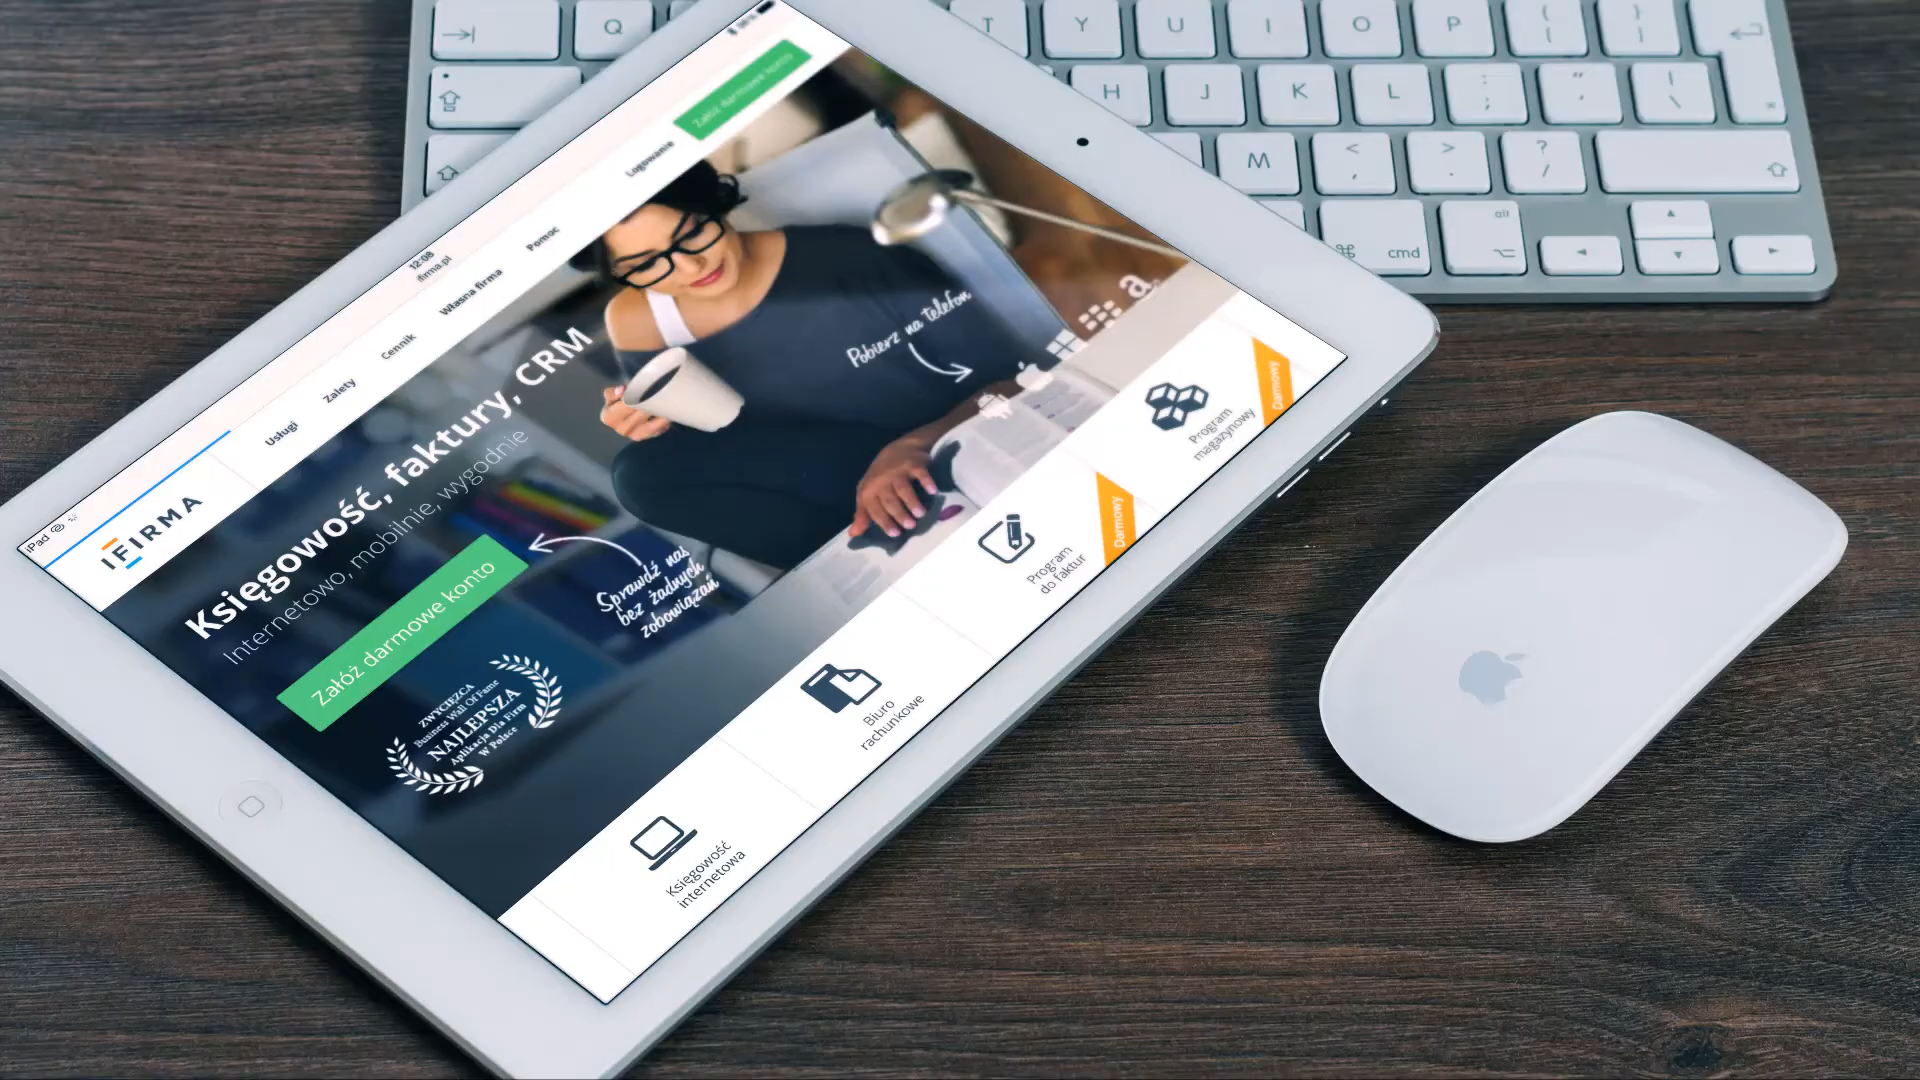 iPad
12:08
ifirma.pl
IFIRMA
Usługi
Zalety
Cennik
Własna firma
Pomoc
Logowanie
Załóż darmowe konto
Księgowość, faktury, CRM
Internetowo, mobilnie, wygodnie
Załóż darmowe konto
Sprawdź nas
bez żadnych
zobowiązań
Pobierz na telefon
a
ZWYCIĘZCA
Business Wall Of Fame
NAJLEPSZA
Aplikacja Dla Firm
W Polsce
Księgowość
internetowa
Biuro
rachunkowe
Program
do faktur
Darmowy
Program
magazynowy
Darmowy
Q
T Y U I O P { [ } ]
H J K L : ; " ' | \
M < , > . ? /
cmd
alt